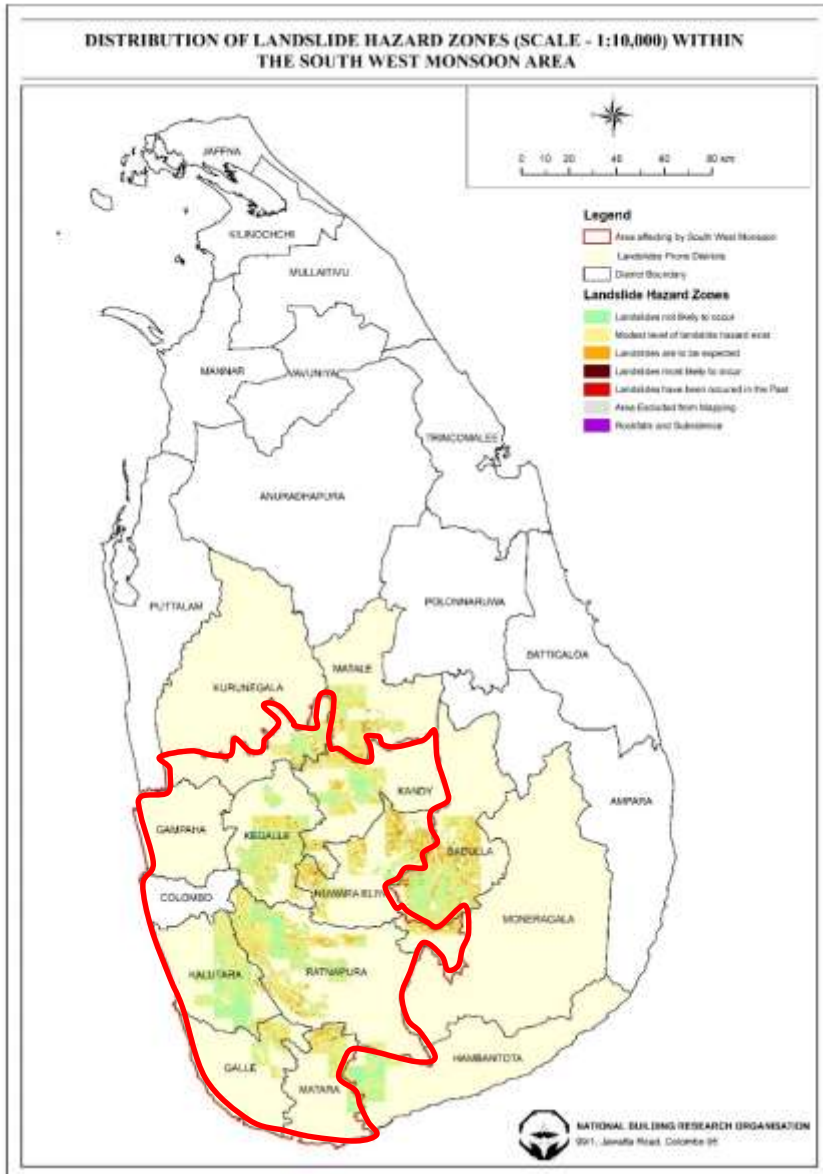 DISTRIBUTION OF LANDSLIDE HAZARD ZONES (SCALE - 1:10,000) WITHIN
THE SOUTH WEST MONSOON AREA
0 10 20 40 60 80 km
Legend
Area affecting by South West Monsoon
Landslides Prone Districts
District Boundary
Landslide Hazard Zones
Landslides not likely to occur
Modest level of landslide hazard exist
Landslides are to be expected
Landslides most likely to occur
Landslides have been occured in the Past
Area Excluded from Mapping
Rockfalls and Subsidence
JAFFNA
KILINOCHCHI
MULLAITIVU
MANNAR
VAVUNIYA
TRINCOMALEE
ANURADHAPURA
PUTTALAM
POLONNARUWA
BATTICALOA
MATALE
KURUNEGALA
KANDY
AMPARA
GAMPAHA
KEGALLE
BADULLA
COLOMBO
NUWARA ELIY
MONERAGALA
KALUTARA
RATNAPURA
HAMBANTOTA
GALLE
MATARA
NATIONAL BUILDING RESEARCH ORGANISATION
99/1, Jawatta Road, Colombo 05